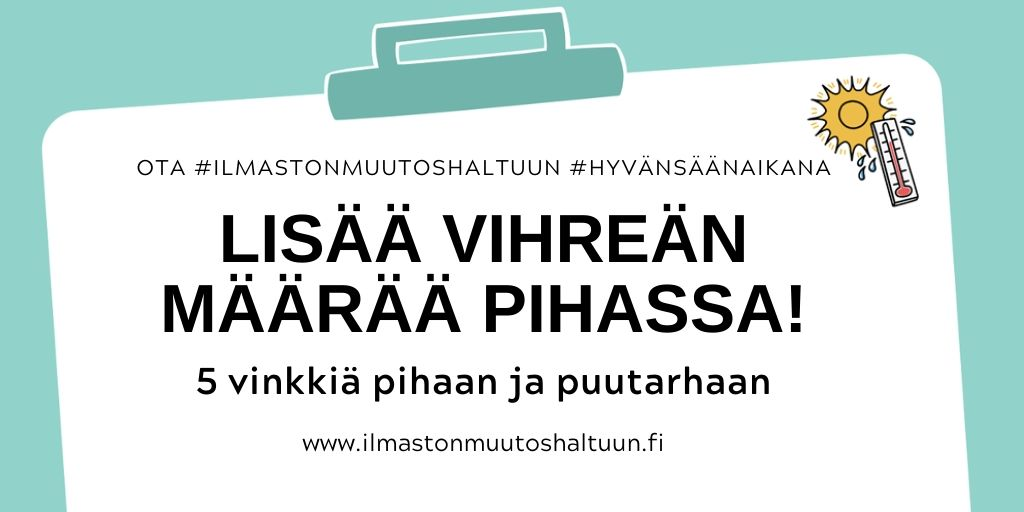 OTA #ILMASTONMUUTOSHALTUUN #HYVÄNSÄÄNAIKANA
LISÄÄ VIHREÄN
MÄÄRÄÄ PIHASSA!
5 vinkkiä pihaan ja puutarhaan
www.ilmastonmuutoshaltuun.fi